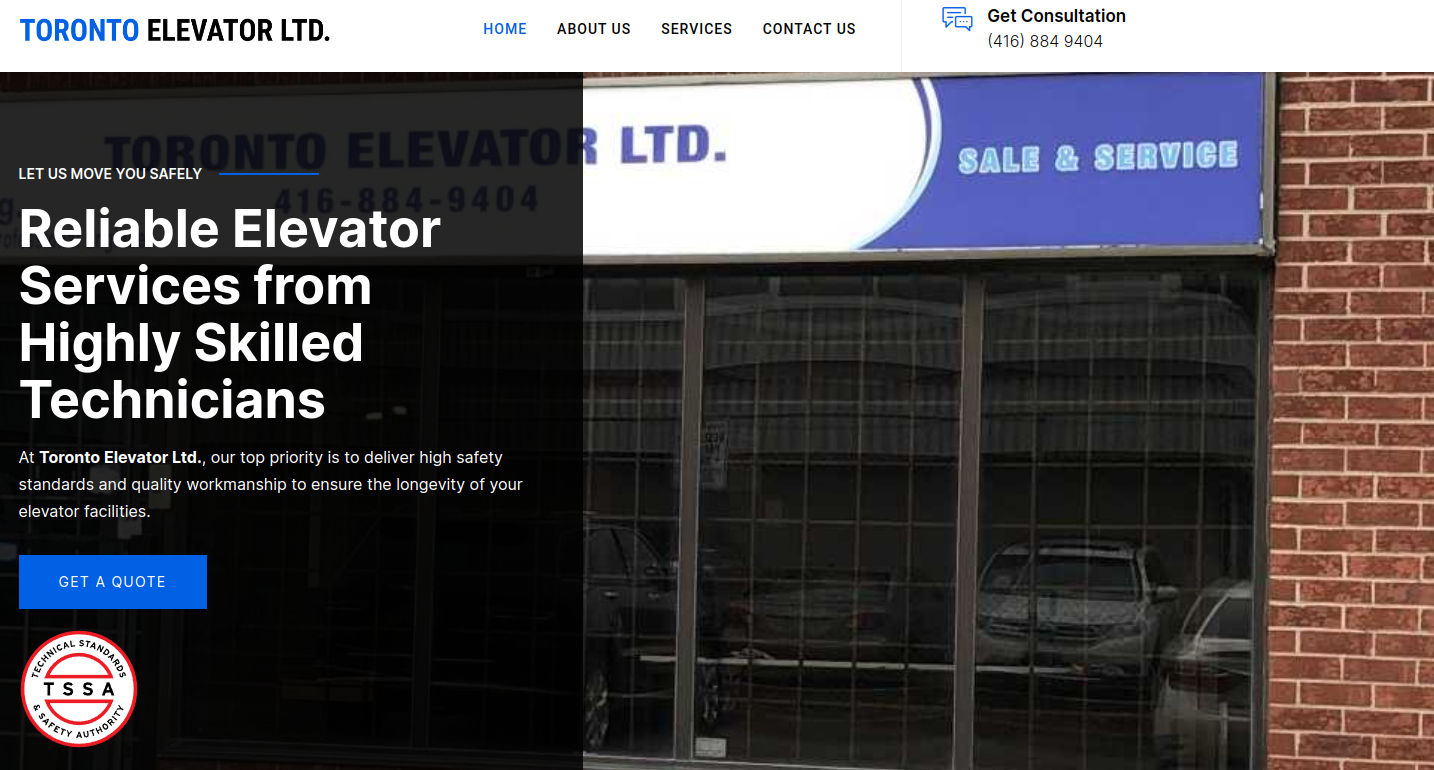 TORONTO ELEVATOR LTD.
HOME
ABOUT US
SERVICES
CONTACT US
Get Consultation
(416) 884 9404
TORONTO ELEVATOR LTD.
416-884-9404
SALE & SERVICE
LET US MOVE YOU SAFELY
Reliable Elevator
Services from
Highly Skilled
Technicians
At Toronto Elevator Ltd., our top priority is to deliver high safety
standards and quality workmanship to ensure the longevity of your
elevator facilities.
GET A QUOTE
TECHNICAL STANDARDS
TSSA
& SAFETY AUTHORITY